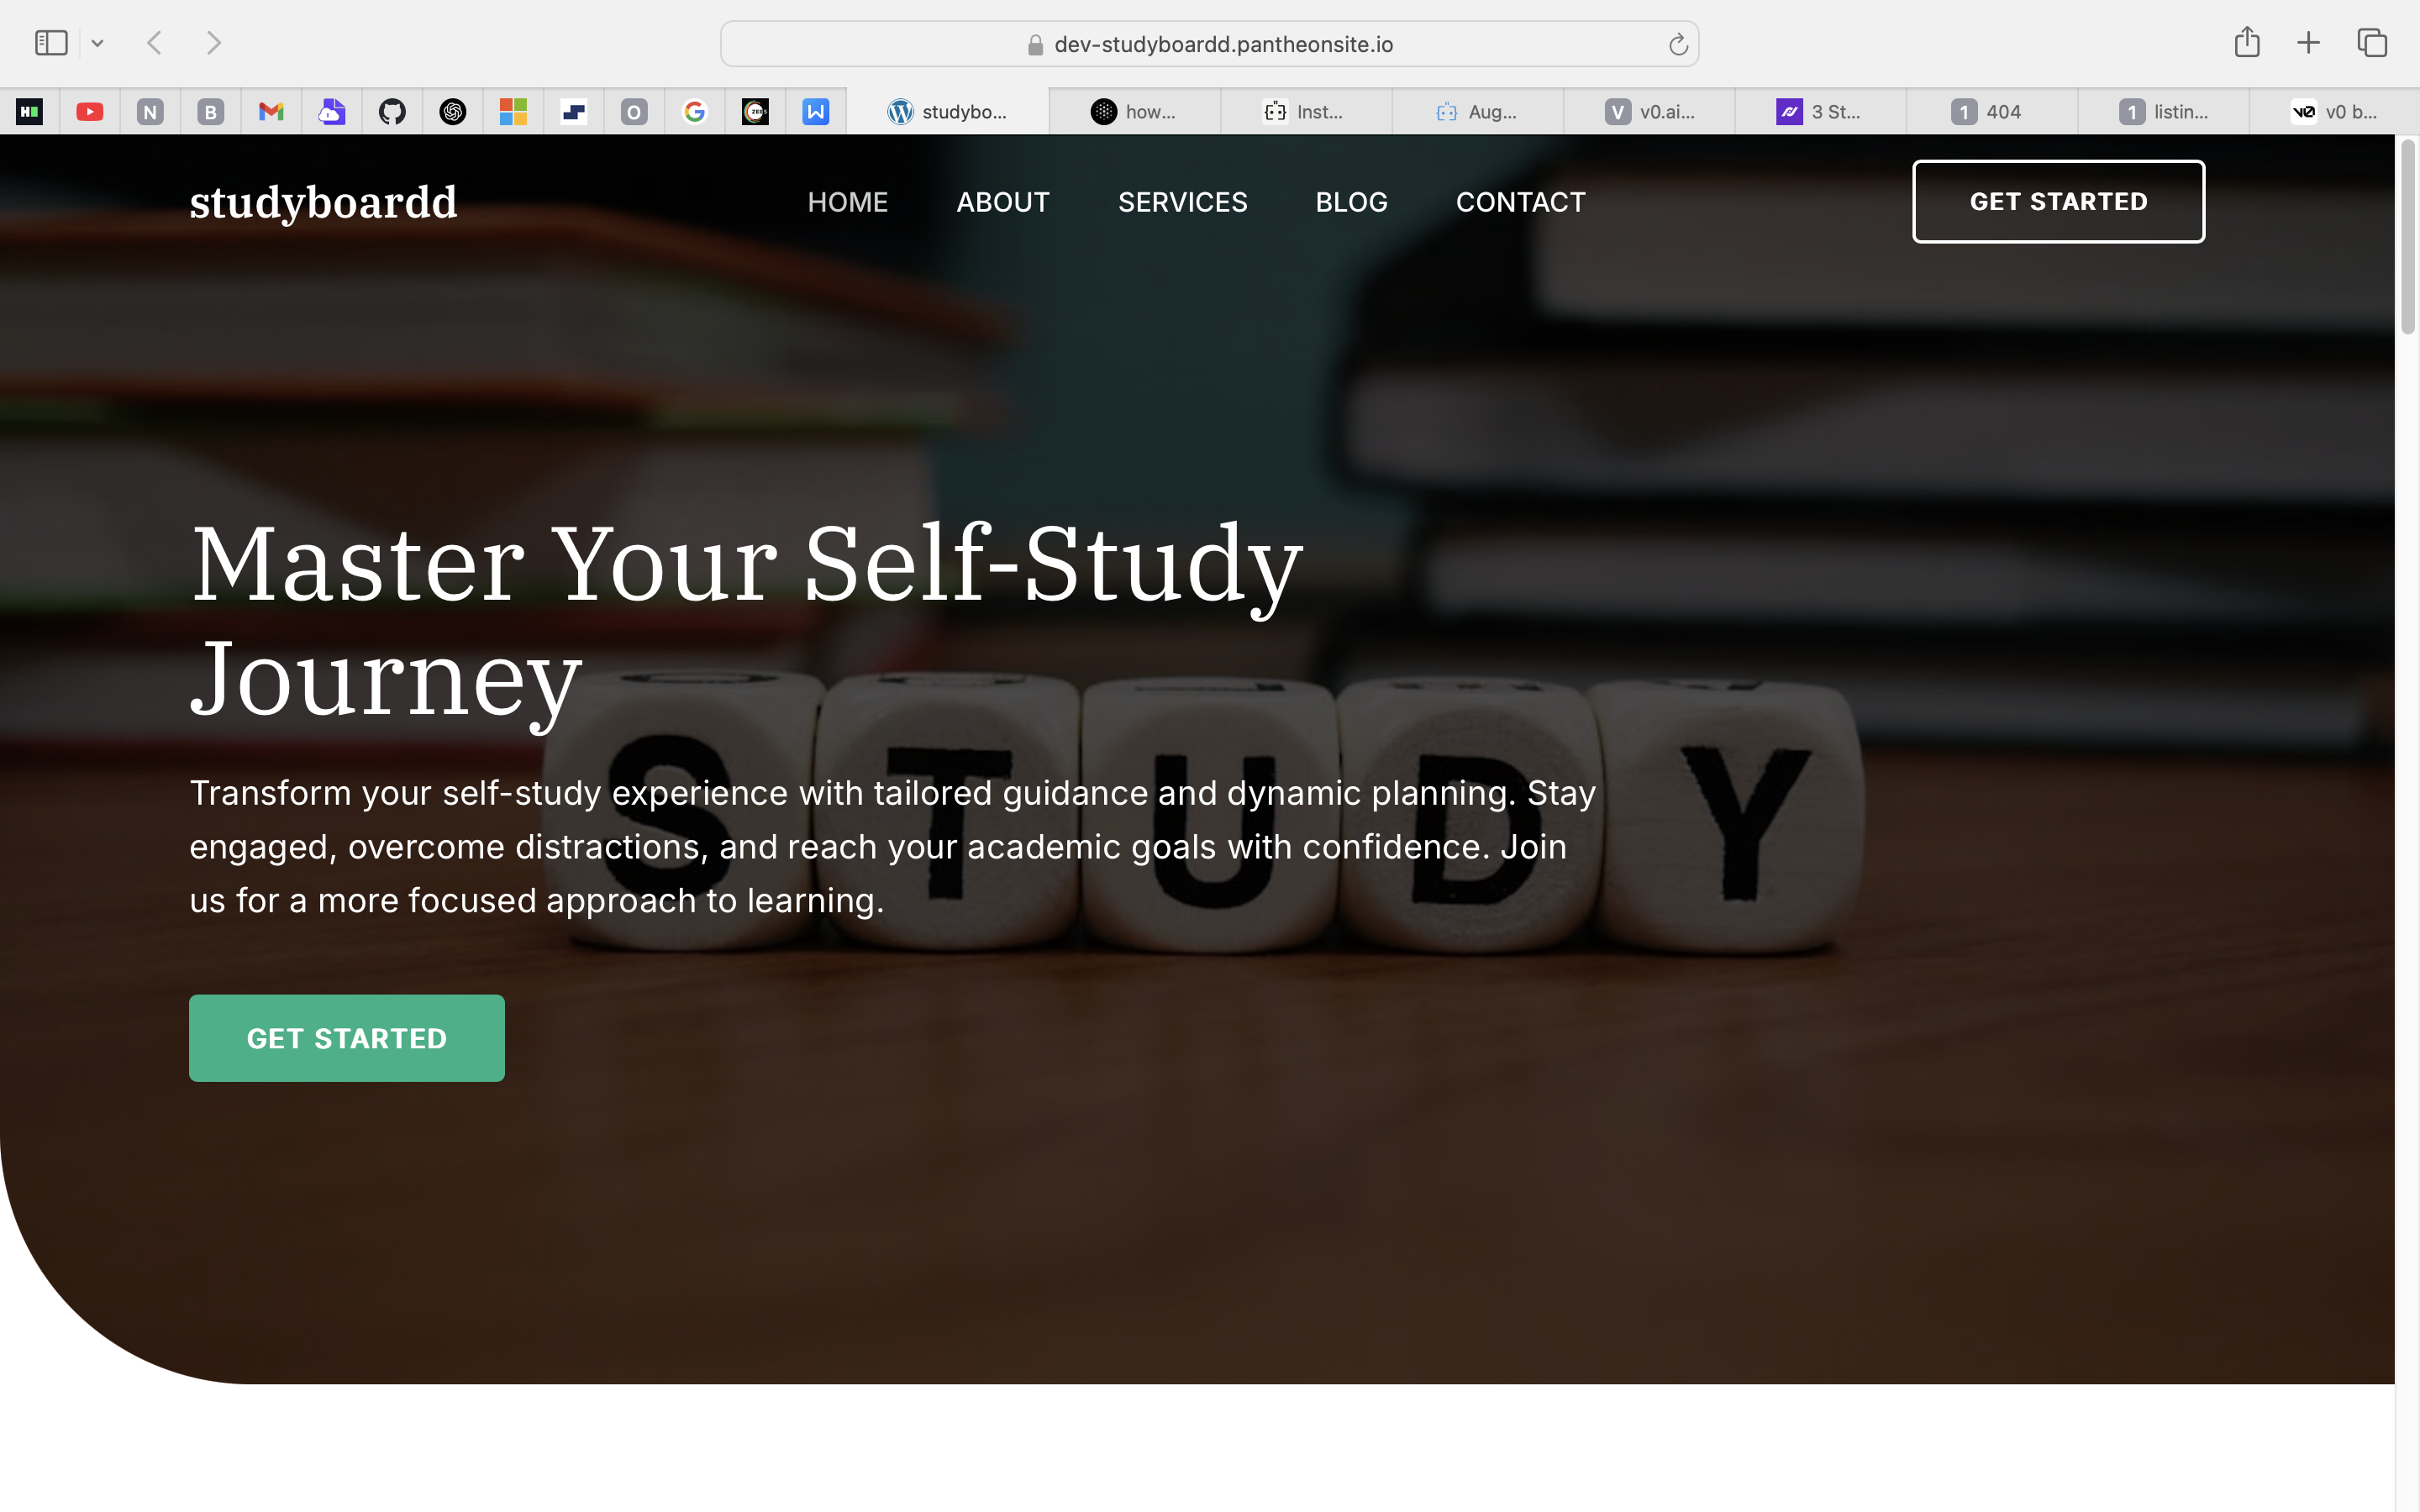 dev-studyboardd.pantheonsite.io
N
B
O
studybo...
how...
Inst...
Aug...
V
v0.ai...
3 St...
1
404
1
listin...
v0 b...
studyboardd
HOME
ABOUT
SERVICES
BLOG
CONTACT
GET STARTED
Master Your Self-Study
Journey
Transform your self-study experience with tailored guidance and dynamic planning. Stay
engaged, overcome distractions, and reach your academic goals with confidence. Join
us for a more focused approach to learning.
STUDY
GET STARTED